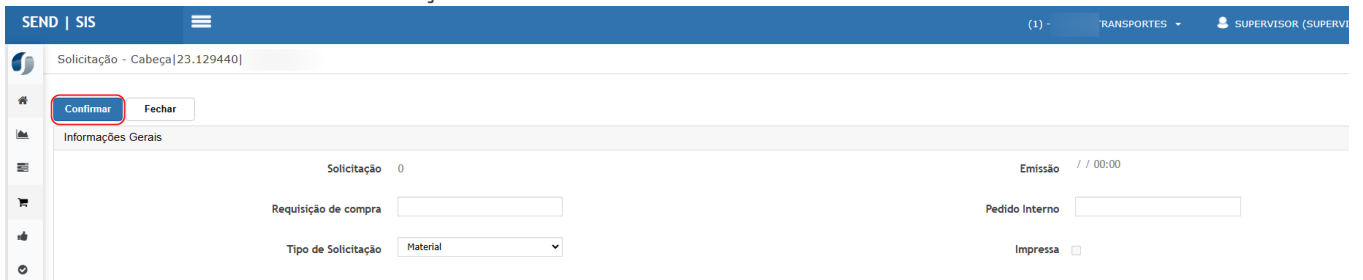 SEND | SIS (1) - TRANSPORTES SUPERVISOR
Solicitação - Cabeça|23.129440|
Confirmar Fechar
Informações Gerais
Solicitação 0 Emissão / / 00:00
Requisição de compra Pedido Interno
Tipo de Solicitação Material Impressa